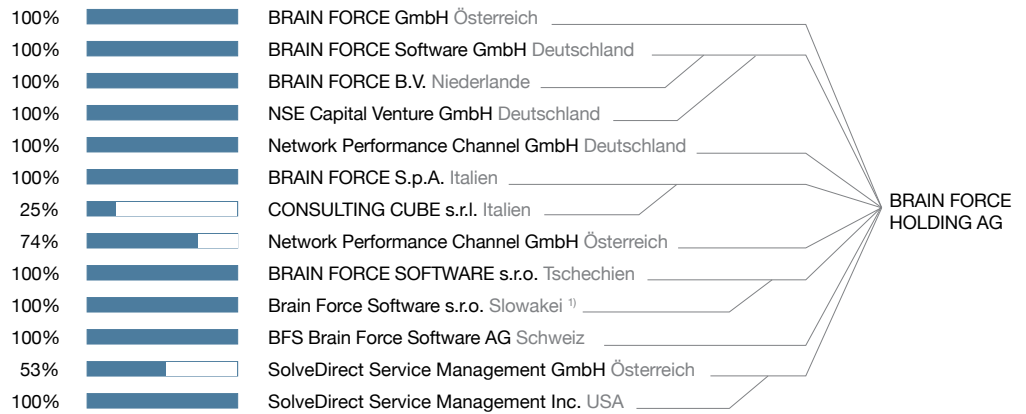 100% BRAIN FORCE GmbH Österreich
100% BRAIN FORCE Software GmbH Deutschland
100% BRAIN FORCE B.V. Niederlande
100% NSE Capital Venture GmbH Deutschland
100% Network Performance Channel GmbH Deutschland
100% BRAIN FORCE S.p.A. Italien
25% CONSULTING CUBE s.r.l. Italien
74% Network Performance Channel GmbH Österreich
100% BRAIN FORCE SOFTWARE s.r.o. Tschechien
100% Brain Force Software s.r.o. Slowakei 1)
100% BFS Brain Force Software AG Schweiz
53% SolveDirect Service Management GmbH Österreich
100% SolveDirect Service Management Inc. USA
BRAIN FORCE
HOLDING AG